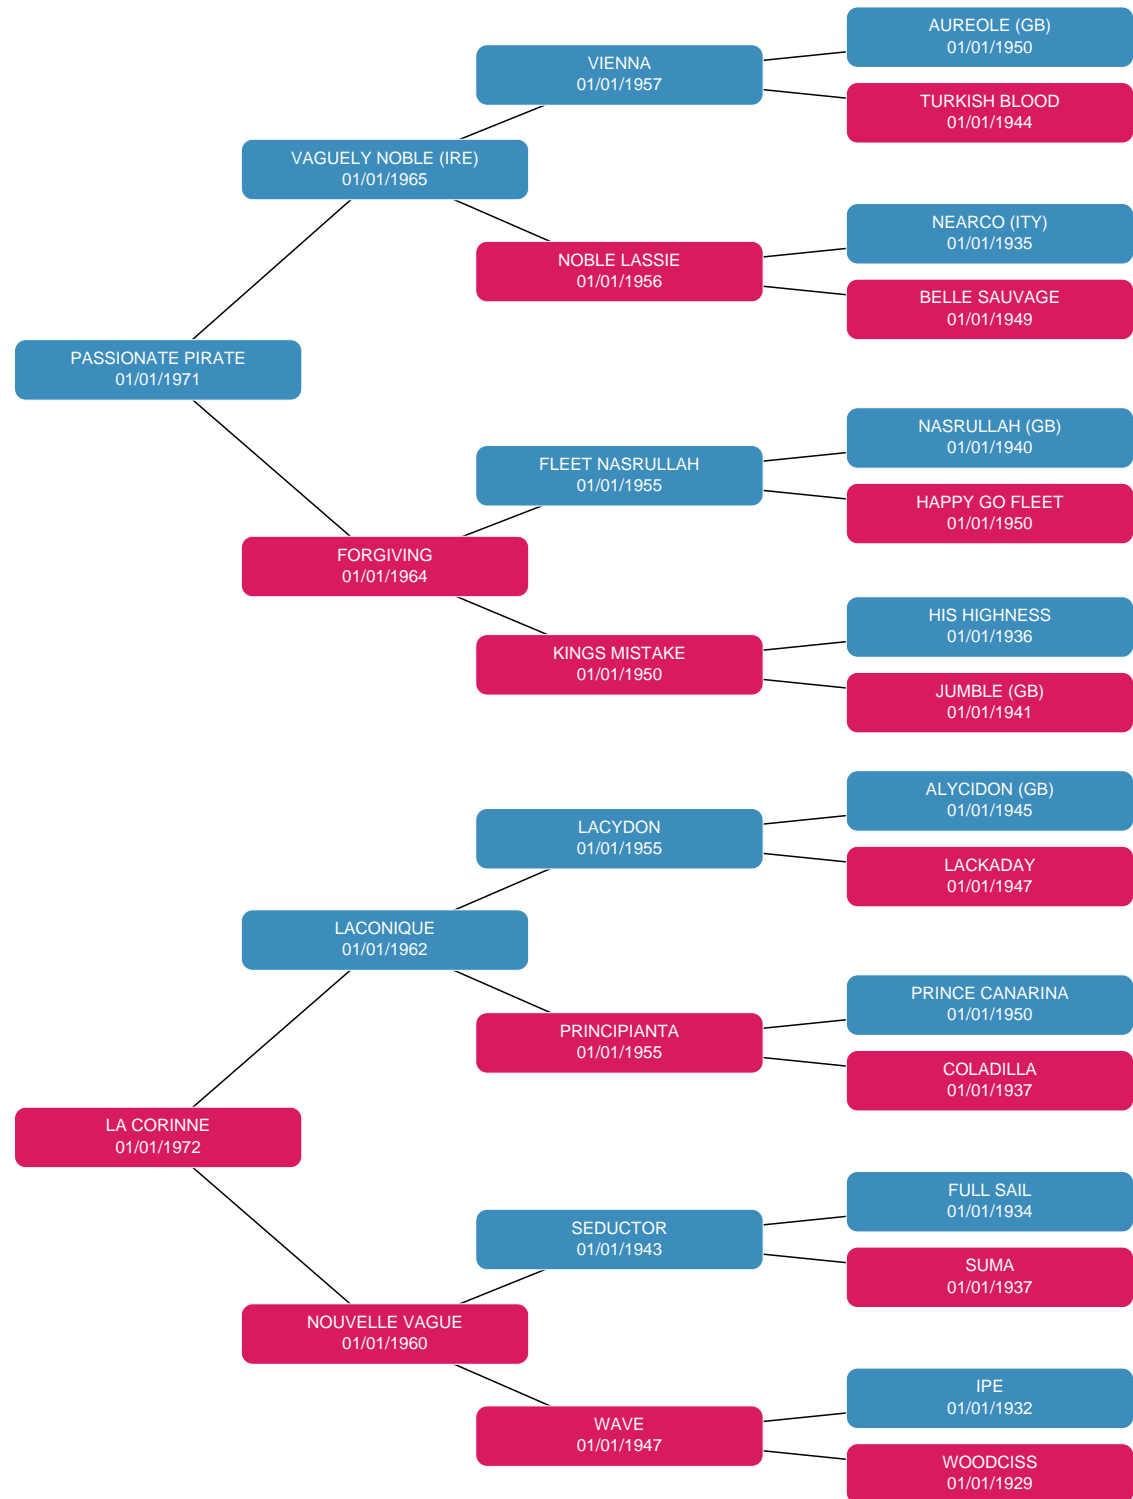 AUREOLE (GB)
01/01/1950
VIENNA
01/01/1957
TURKISH BLOOD
01/01/1944
VAGUELY NOBLE (IRE)
01/01/1965
NEARCO (ITY)
01/01/1935
NOBLE LASSIE
01/01/1956
BELLE SAUVAGE
01/01/1949
PASSIONATE PIRATE
01/01/1971
NASRULLAH (GB)
01/01/1940
FLEET NASRULLAH
01/01/1955
HAPPY GO FLEET
01/01/1950
FORGIVING
01/01/1964
HIS HIGHNESS
01/01/1936
KINGS MISTAKE
01/01/1950
JUMBLE (GB)
01/01/1941
ALYCIDON (GB)
01/01/1945
LACYDON
01/01/1955
LACKADAY
01/01/1947
LACONIQUE
01/01/1962
PRINCE CANARINA
01/01/1950
PRINCIPIANTA
01/01/1955
COLADILLA
01/01/1937
LA CORINNE
01/01/1972
FULL SAIL
01/01/1934
SEDUCTOR
01/01/1943
SUMA
01/01/1937
NOUVELLE VAGUE
01/01/1960
IPE
01/01/1932
WAVE
01/01/1947
WOODCISS
01/01/1929